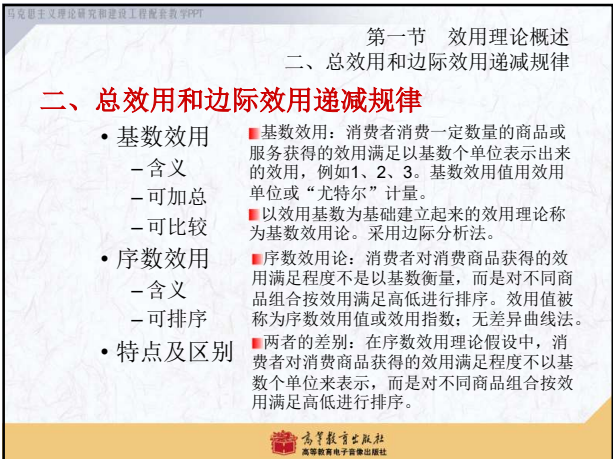 马克思主义理论研究和建设工程配套教学PPT
第一节 效用理论概述
二、总效用和边际效用递减规律
二、总效用和边际效用递减规律
• 基数效用
–含义
–可加总
–可比较
• 序数效用
–含义
–可排序
• 特点及区别
基数效用：消费者消费一定数量的商品或
服务获得的效用满足以基数个单位表示出来
的效用，例如1、2、3。基数效用值用效用
单位或“尤特尔”计量。
以效用基数为基础建立起来的效用理论称
为基数效用论。采用边际分析法。
序数效用论：消费者对消费商品获得的效
用满足程度不是以基数衡量，而是对不同商
品组合按效用满足高低进行排序。效用值被
称为序数效用值或效用指数；无差异曲线法。
两者的差别：在序数效用理论假设中，消
费者对消费商品获得的效用满足程度不以基
数个单位来表示，而是对不同商品组合按效
用满足高低进行排序。
高等教育出版社
高等教育电子音像出版社